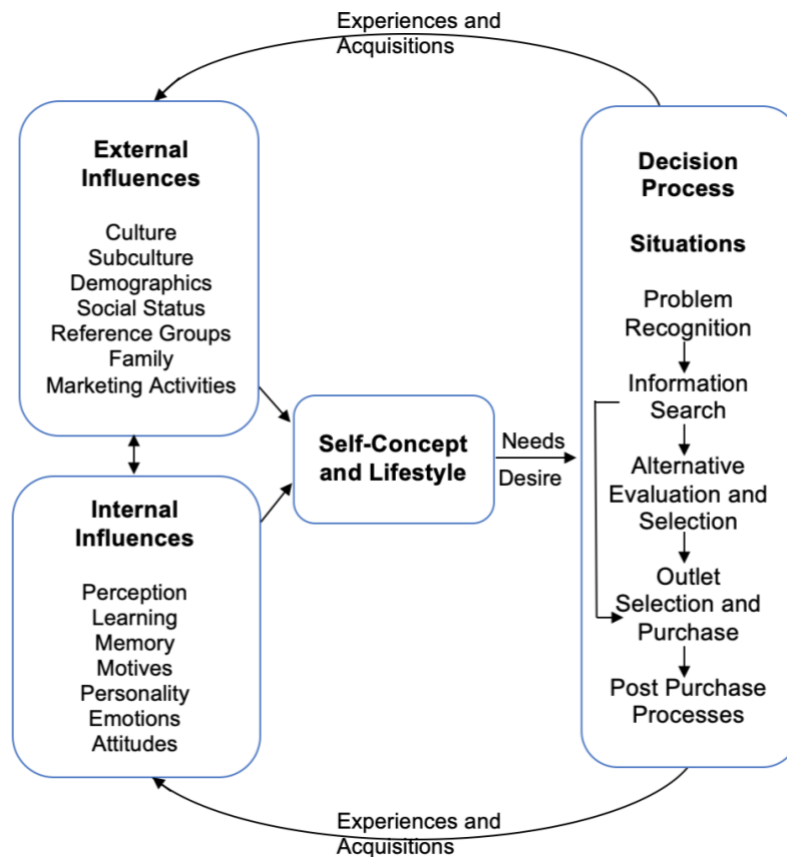 Experiences and
Acquisitions
External
Influences
Culture
Subculture
Demographics
Social Status
Reference Groups
Family
Marketing Activities
Internal
Influences
Perception
Learning
Memory
Motives
Personality
Emotions
Attitudes
Self-Concept
and Lifestyle
Needs
Desire
Decision
Process
Situations
Problem
Recognition
Information
Search
Alternative
Evaluation and
Selection
Outlet
Selection and
Purchase
Post Purchase
Processes
Experiences and
Acquisitions